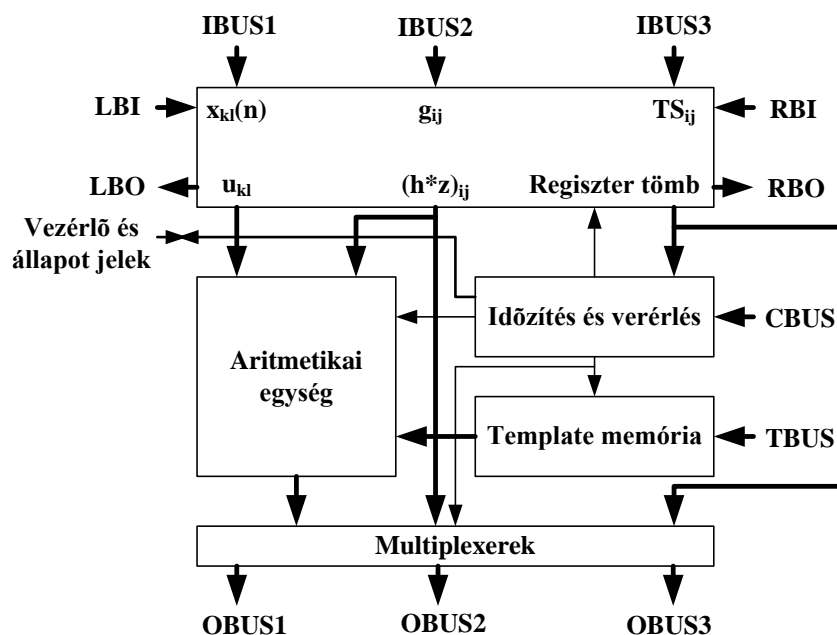 IBUS1 IBUS2 IBUS3
LBI xₖₗ(n) gᵢⱼ TSᵢⱼ RBI
LBO uₖₗ (h*z)ᵢⱼ Regiszter tömb RBO
Vezérlõ és
állapot jelek
Idõzítés és verérlés CBUS
Aritmetikai
egység
Template memória TBUS
Multiplexerek
OBUS1 OBUS2 OBUS3